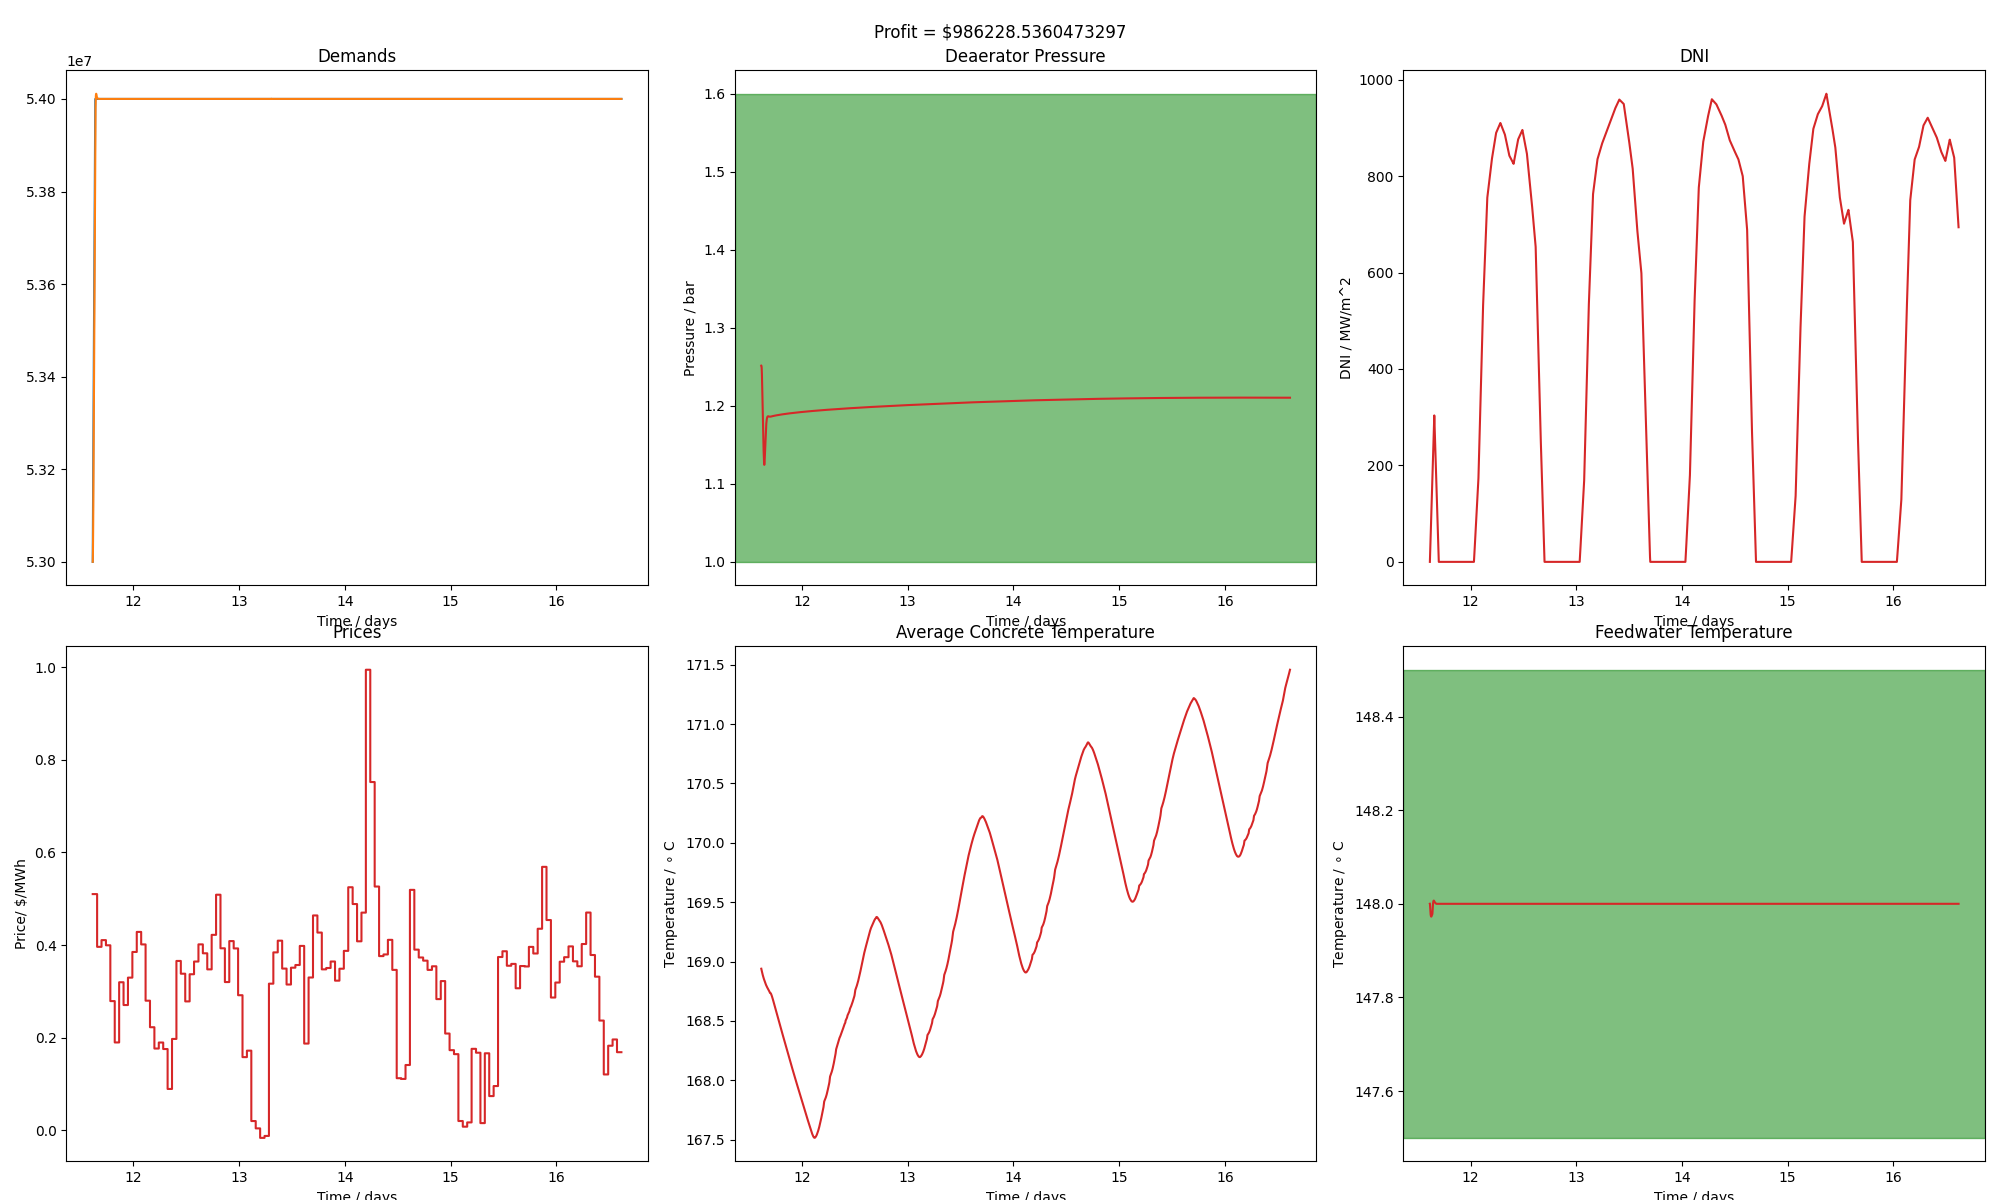 Profit = $986228.5360473297
Demands
1e7
5.40
5.38
5.36
5.34
5.32
5.30
12 13 14 15 16
Time / days
Deaerator Pressure
Pressure / bar
1.6
1.5
1.4
1.3
1.2
1.1
1.0
12 13 14 15 16
Time / days
DNI
DNI / MW/m^2
1000
800
600
400
200
0
12 13 14 15 16
Time / days
Prices
Price/ $/MWh
1.0
0.8
0.6
0.4
0.2
0.0
12 13 14 15 16
Time / days
Average Concrete Temperature
Temperature / ∘ C
171.5
171.0
170.5
170.0
169.5
169.0
168.5
168.0
167.5
12 13 14 15 16
Time / days
Feedwater Temperature
Temperature / ∘ C
148.4
148.2
148.0
147.8
147.6
12 13 14 15 16
Time / days